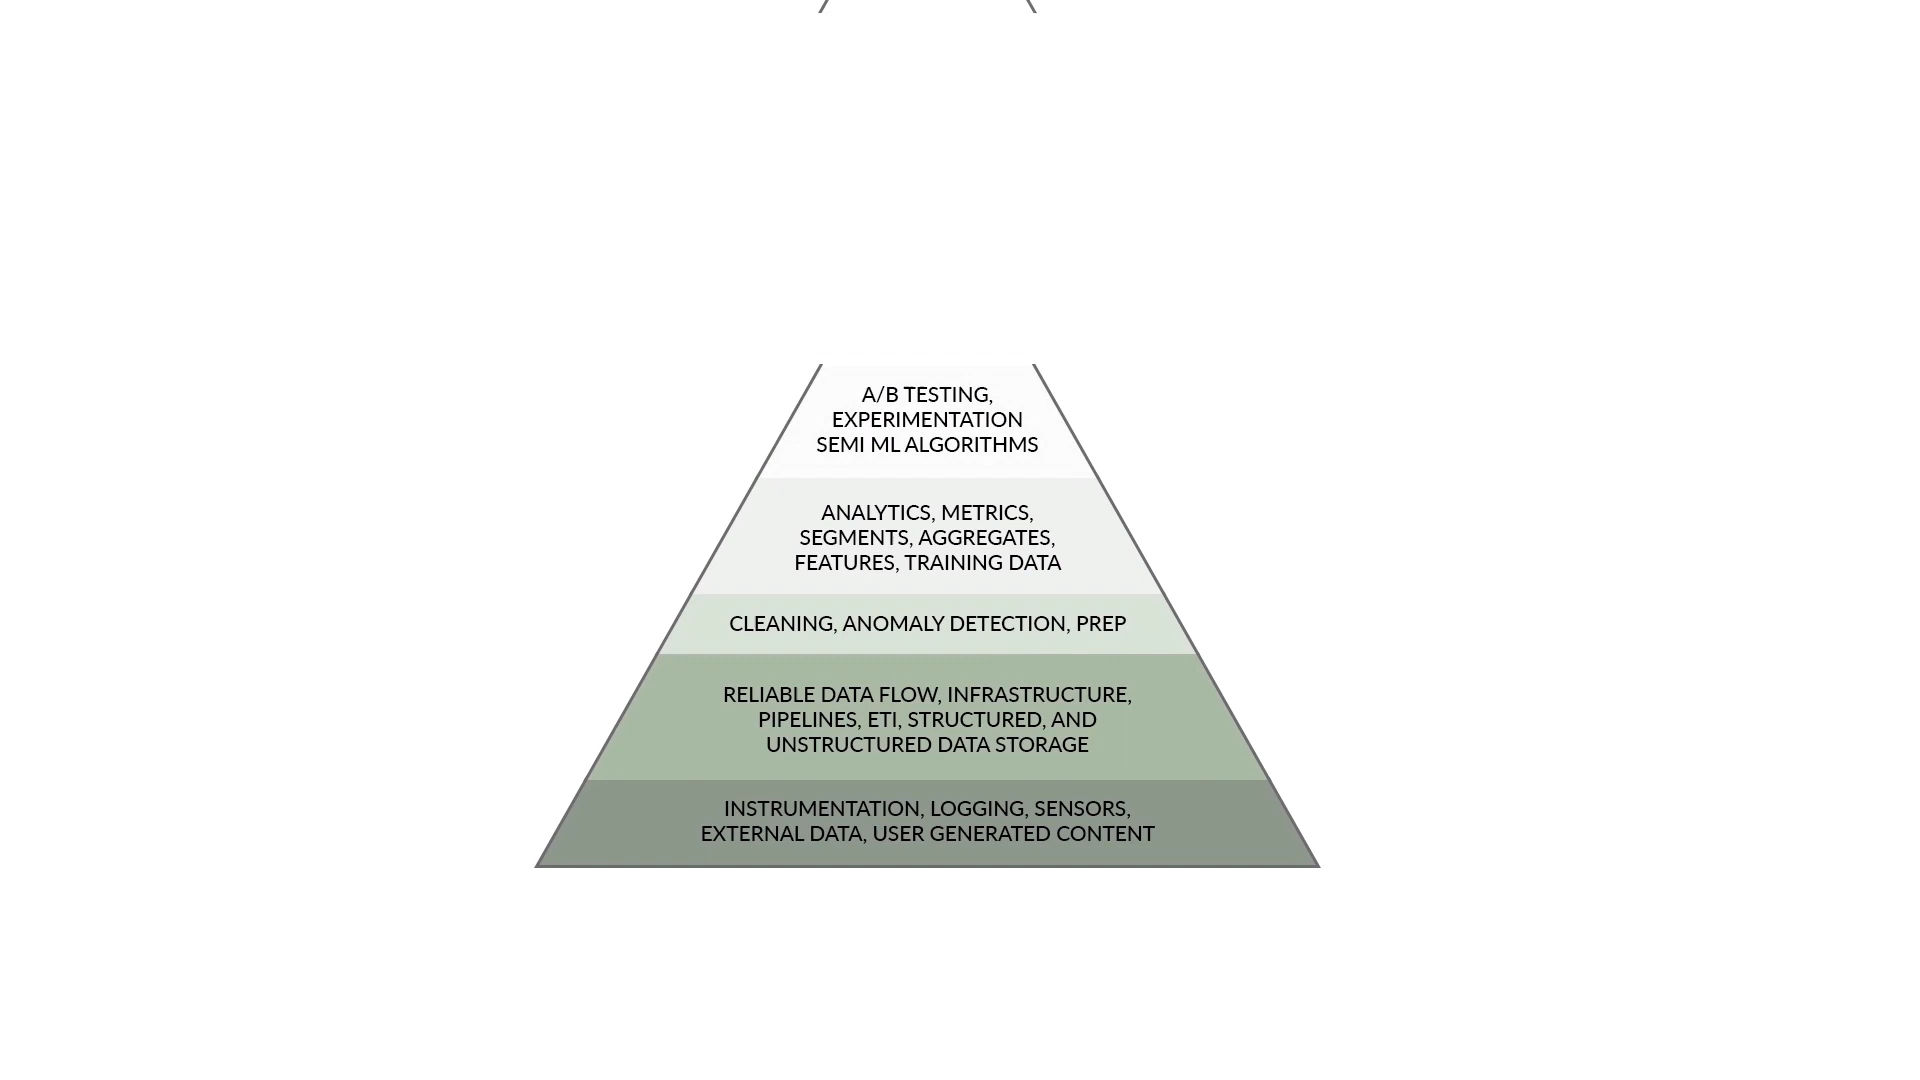 A/B TESTING,
EXPERIMENTATION
SEMI ML ALGORITHMS
ANALYTICS, METRICS,
SEGMENTS, AGGREGATES,
FEATURES, TRAINING DATA
CLEANING, ANOMALY DETECTION, PREP
RELIABLE DATA FLOW, INFRASTRUCTURE,
PIPELINES, ETI, STRUCTURED, AND
UNSTRUCTURED DATA STORAGE
INSTRUMENTATION, LOGGING, SENSORS,
EXTERNAL DATA, USER GENERATED CONTENT